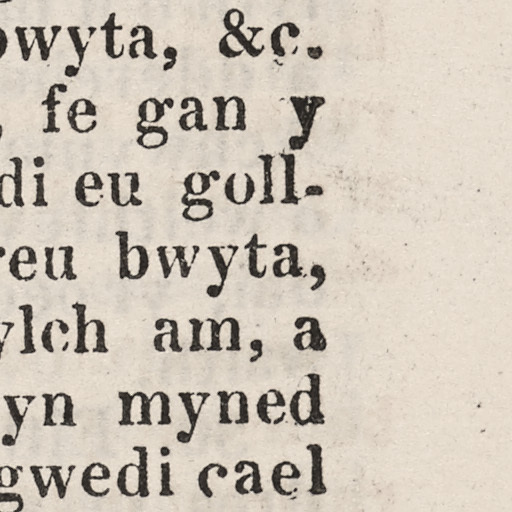 bwyta, &c.
, fe gan y
di eu goll-
reu bwyta,
ylch am, a
yn myned
gwedi cael